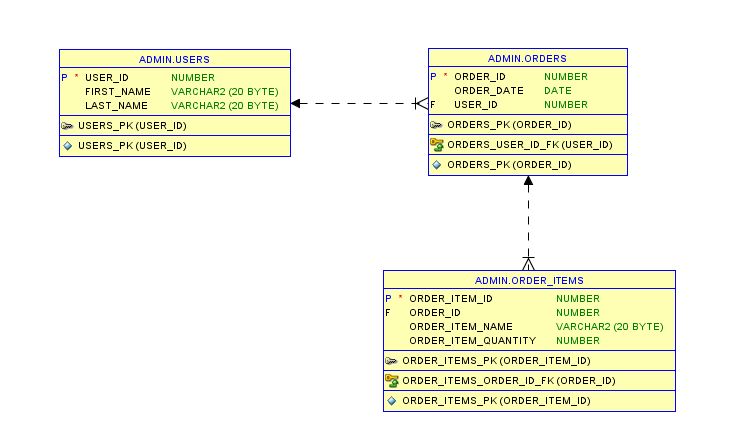 ADMIN.USERS
P * USER_ID NUMBER
FIRST_NAME VARCHAR2 (20 BYTE)
LAST_NAME VARCHAR2 (20 BYTE)
USERS_PK (USER_ID)
USERS_PK (USER_ID)
ADMIN.ORDERS
P * ORDER_ID NUMBER
ORDER_DATE DATE
F USER_ID NUMBER
ORDERS_PK (ORDER_ID)
ORDERS_USER_ID_FK (USER_ID)
ORDERS_PK (ORDER_ID)
ADMIN.ORDER_ITEMS
P * ORDER_ITEM_ID NUMBER
F ORDER_ID NUMBER
ORDER_ITEM_NAME VARCHAR2 (20 BYTE)
ORDER_ITEM_QUANTITY NUMBER
ORDER_ITEMS_PK (ORDER_ITEM_ID)
ORDER_ITEMS_ORDER_ID_FK (ORDER_ID)
ORDER_ITEMS_PK (ORDER_ITEM_ID)